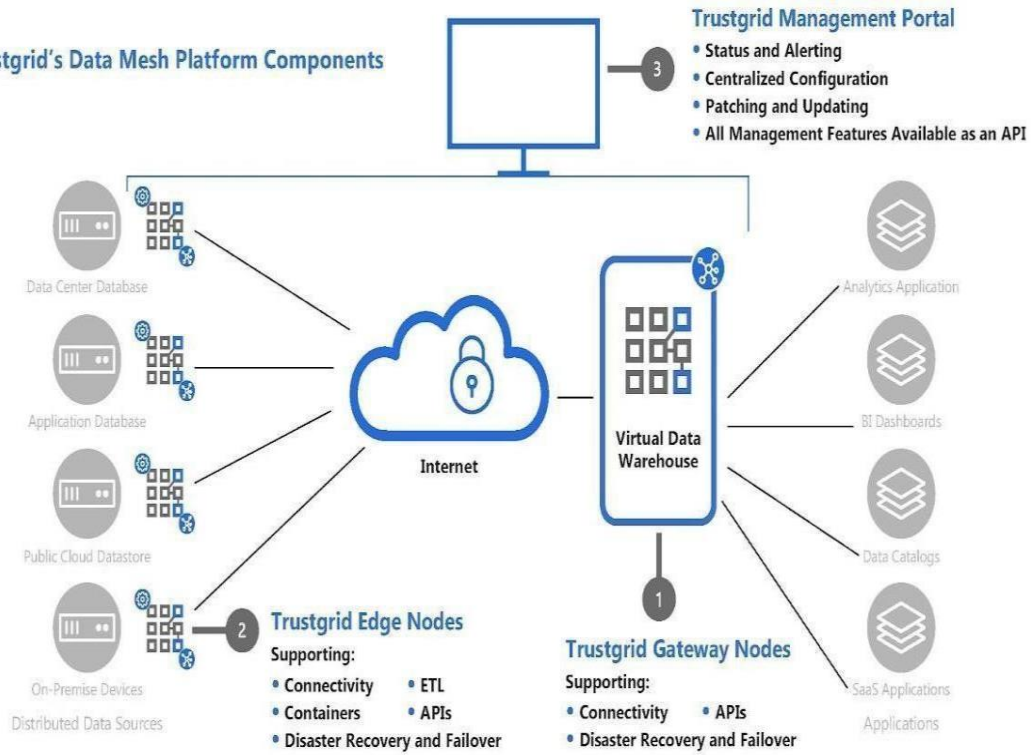 stgrid's Data Mesh Platform Components
3
Trustgrid Management Portal
• Status and Alerting
• Centralized Configuration
• Patching and Updating
• All Management Features Available as an API
Data Center Database
Application Database
Public Cloud Datastore
On-Premise Devices
Distributed Data Sources
Internet
Virtual Data
Warehouse
Analytics Application
BI Dashboards
Data Catalogs
SaaS Applications
Applications
2
Trustgrid Edge Nodes
Supporting:
• Connectivity • ETL
• Containers • APIs
• Disaster Recovery and Failover
1
Trustgrid Gateway Nodes
Supporting:
• Connectivity • APIs
• Disaster Recovery and Failover